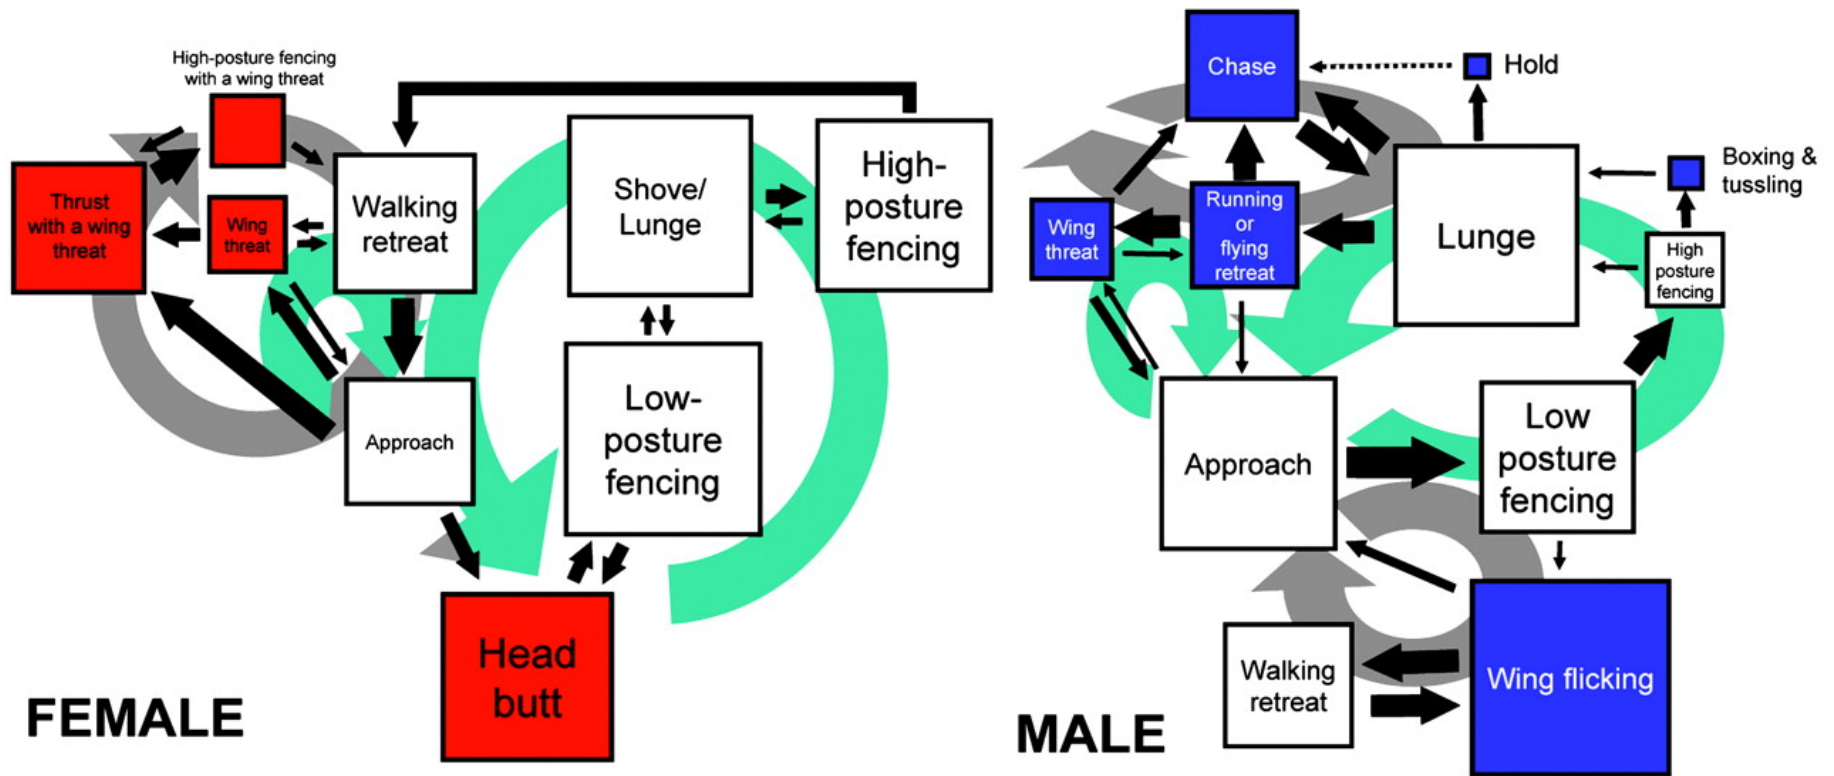 High-posture fencing
with a wing threat
Thrust
with a wing
threat
Wing
threat
Walking
retreat
Shove/
Lunge
High-
posture
fencing
Approach
Low-
posture
fencing
Head
butt
FEMALE
Chase
Hold
Boxing &
tussling
Wing
threat
Running
or
flying
retreat
Lunge
High
posture
fencing
Approach
Low
posture
fencing
Walking
retreat
Wing flicking
MALE